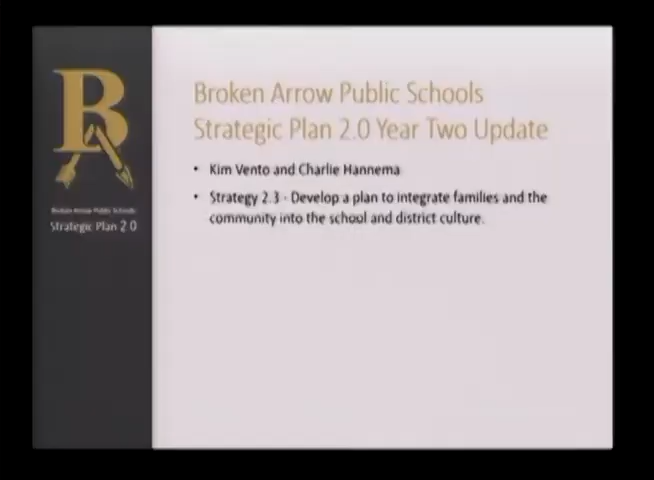 BA
Broken Arrow Public Schools
Strategic Plan 2.0
Broken Arrow Public Schools
Strategic Plan 2.0 Year Two Update
• Kim Vento and Charlie Hannema
• Strategy 2.3 - Develop a plan to integrate families and the
community into the school and district culture.